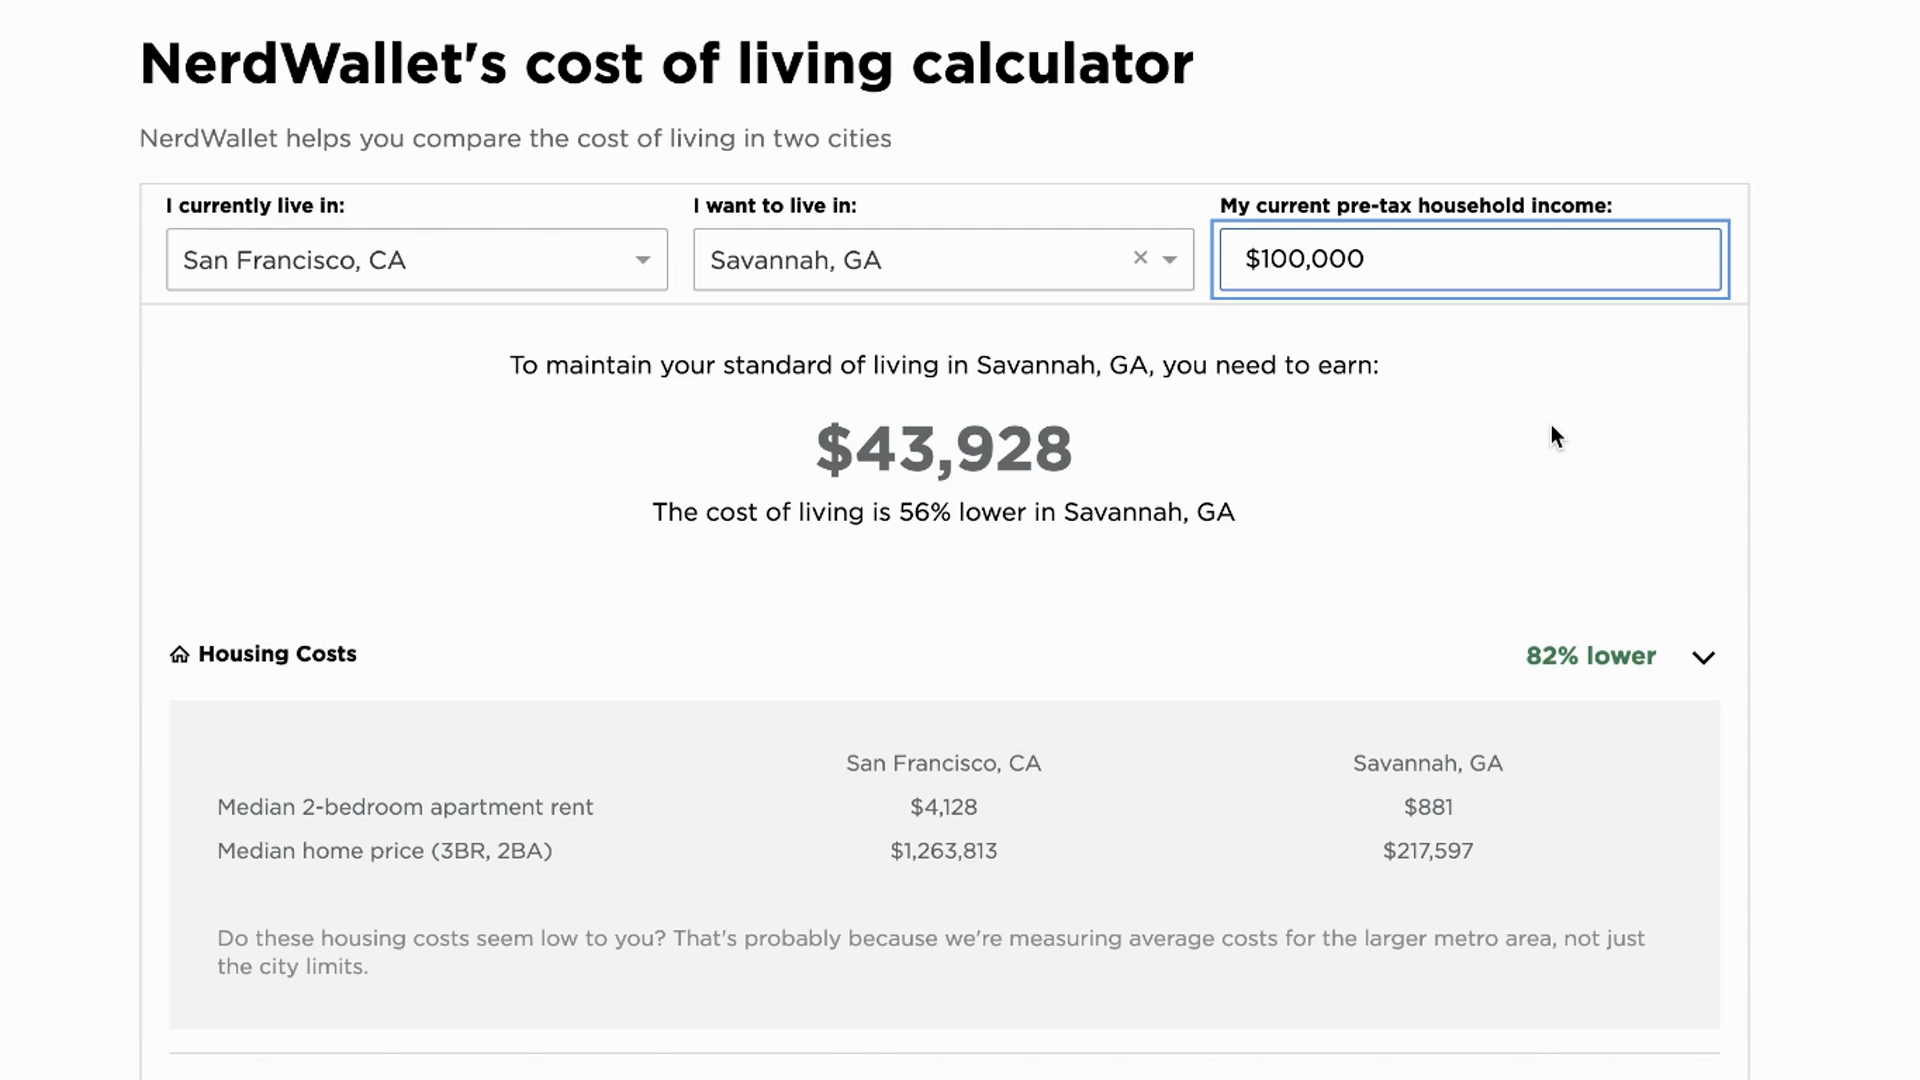 NerdWallet's cost of living calculator
NerdWallet helps you compare the cost of living in two cities
I currently live in:
San Francisco, CA
I want to live in:
Savannah, GA
My current pre-tax household income:
$100,000
To maintain your standard of living in Savannah, GA, you need to earn:
$43,928
The cost of living is 56% lower in Savannah, GA
Housing Costs
82% lower
San Francisco, CA Savannah, GA
Median 2-bedroom apartment rent $4,128 $881
Median home price (3BR, 2BA) $1,263,813 $217,597
Do these housing costs seem low to you? That's probably because we're measuring average costs for the larger metro area, not just
the city limits.